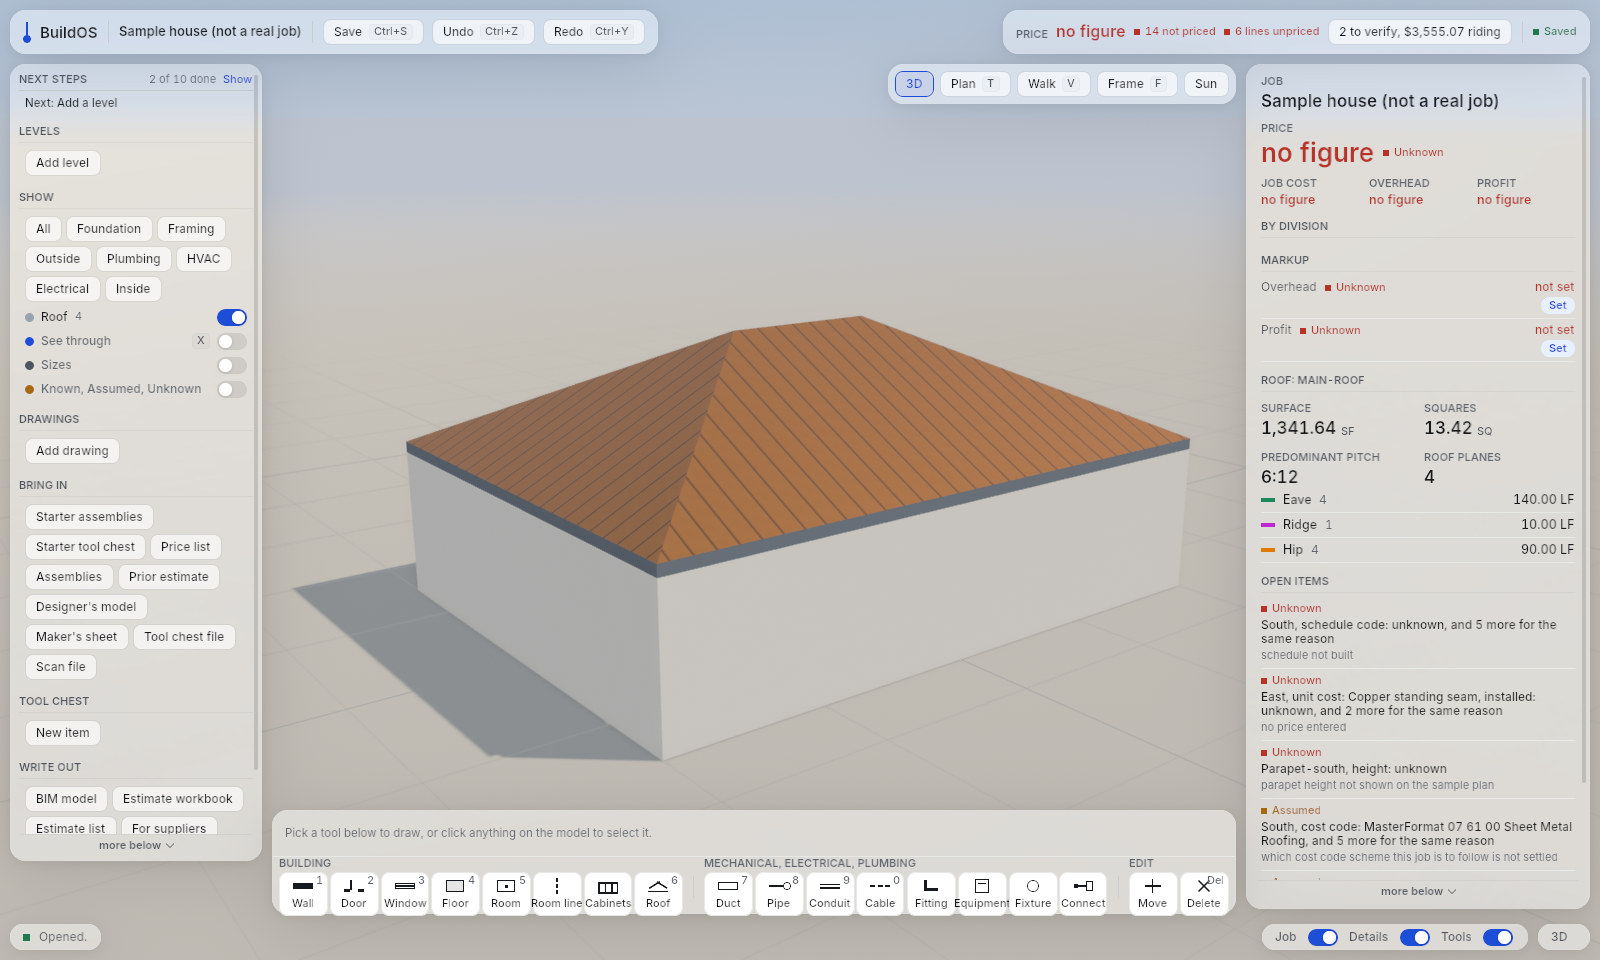 BuildOS
Sample house (not a real job)
Save Ctrl+S
Undo Ctrl+Z
Redo Ctrl+Y
PRICE no figure
14 not priced
6 lines unpriced
2 to verify, $3,555.07 riding
Saved
NEXT STEPS 2 of 10 done Show
Next: Add a level
LEVELS
Add level
SHOW
All Foundation Framing
Outside Plumbing HVAC
Electrical Inside
Roof 4
See through X
Sizes
Known, Assumed, Unknown
DRAWINGS
Add drawing
BRING IN
Starter assemblies
Starter tool chest Price list
Assemblies Prior estimate
Designer's model
Maker's sheet Tool chest file
Scan file
TOOL CHEST
New item
WRITE OUT
BIM model Estimate workbook
Estimate list For suppliers
more below
3D Plan T Walk V Frame F Sun
JOB
Sample house (not a real job)
PRICE
no figure Unknown
JOB COST OVERHEAD PROFIT
no figure no figure no figure
BY DIVISION
MARKUP
Overhead Unknown not set
Set
Profit Unknown not set
Set
ROOF: MAIN-ROOF
SURFACE SQUARES
1,341.64 SF 13.42 SQ
PREDOMINANT PITCH ROOF PLANES
6:12 4
Eave 4 140.00 LF
Ridge 1 10.00 LF
Hip 4 90.00 LF
OPEN ITEMS
Unknown
South, schedule code: unknown, and 5 more for the
same reason
schedule not built
Unknown
East, unit cost: Copper standing seam, installed:
unknown, and 2 more for the same reason
no price entered
Unknown
Parapet-south, height: unknown
parapet height not shown on the sample plan
Assumed
South, cost code: MasterFormat 07 61 00 Sheet Metal
Roofing, and 5 more for the same reason
which cost code scheme this job is to follow is not settled
more below
Pick a tool below to draw, or click anything on the model to select it.
BUILDING MECHANICAL, ELECTRICAL, PLUMBING EDIT
1 2 3 4 5 6 7 8 9 0 Del
Wall Door Window Floor Room Room line Cabinets Roof Duct Pipe Conduit Cable Fitting Equipment Fixture Connect Move Delete
Opened.
Job Details Tools 3D